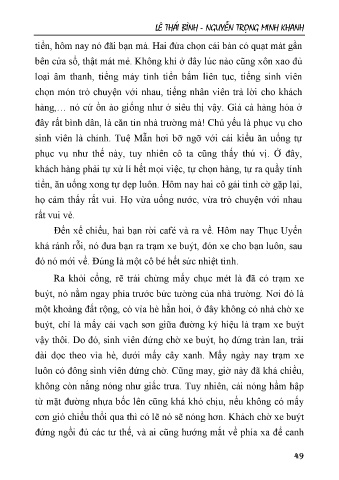 LÊ THÁI BÌNH - NGUYỄN TRỌNG MINH KHANH
tiền, hôm nay nó đãi bạn mà. Hai đứa chọn cái bàn có quạt mát gần
bên cửa sổ, thật mát mẻ. Không khí ở đây lúc nào cũng xôn xao đủ
loại âm thanh, tiếng máy tính tiền bấm liên tục, tiếng sinh viên
chọn món trò chuyện với nhau, tiếng nhân viên trả lời cho khách
hàng,… nó cứ ồn ào giống như ở siêu thị vậy. Giá cả hàng hóa ở
đây rất bình dân, là căn tin nhà trường mà! Chủ yếu là phục vụ cho
sinh viên là chính. Tuệ Mẫn hơi bỡ ngỡ với cái kiểu ăn uống tự
phục vụ như thế này, tuy nhiên cô ta cũng thấy thú vị. Ở đây,
khách hàng phải tự xử lí hết mọi việc, tự chọn hàng, tự ra quầy tính
tiền, ăn uống xong tự dẹp luôn. Hôm nay hai cô gái tình cờ gặp lại,
họ cảm thấy rất vui. Họ vừa uống nước, vừa trò chuyện với nhau
rất vui vẻ.
Đến xế chiều, hai bạn rời café và ra về. Hôm nay Thục Uyên
khá rảnh rỗi, nó đưa bạn ra trạm xe buýt, đón xe cho bạn luôn, sau
đó nó mới về. Đúng là một cô bé hết sức nhiệt tình.
Ra khỏi cổng, rẽ trái chừng mấy chục mét là đã có trạm xe
buýt, nó nằm ngay phía trước bức tường của nhà trường. Nơi đó là
một khoảng đất rộng, có vỉa hè hẳn hoi, ở đây không có nhà chờ xe
buýt, chỉ là mấy cái vạch sơn giữa đường ký hiệu là trạm xe buýt
vậy thôi. Do đó, sinh viên đứng chờ xe buýt, họ đứng tràn lan, trải
dài dọc theo vỉa hè, dưới mấy cây xanh. Mấy ngày nay trạm xe
luôn có đông sinh viên đứng chờ. Cũng may, giờ này đã khá chiều,
không còn nắng nóng như giấc trưa. Tuy nhiên, cái nóng hầm hập
từ mặt đường nhựa bốc lên cũng khá khó chịu, nếu không có mấy
cơn gió chiều thổi qua thì có lẽ nó sẽ nóng hơn. Khách chờ xe buýt
đứng ngồi đủ các tư thế, và ai cũng hướng mắt về phía xa để canh
49